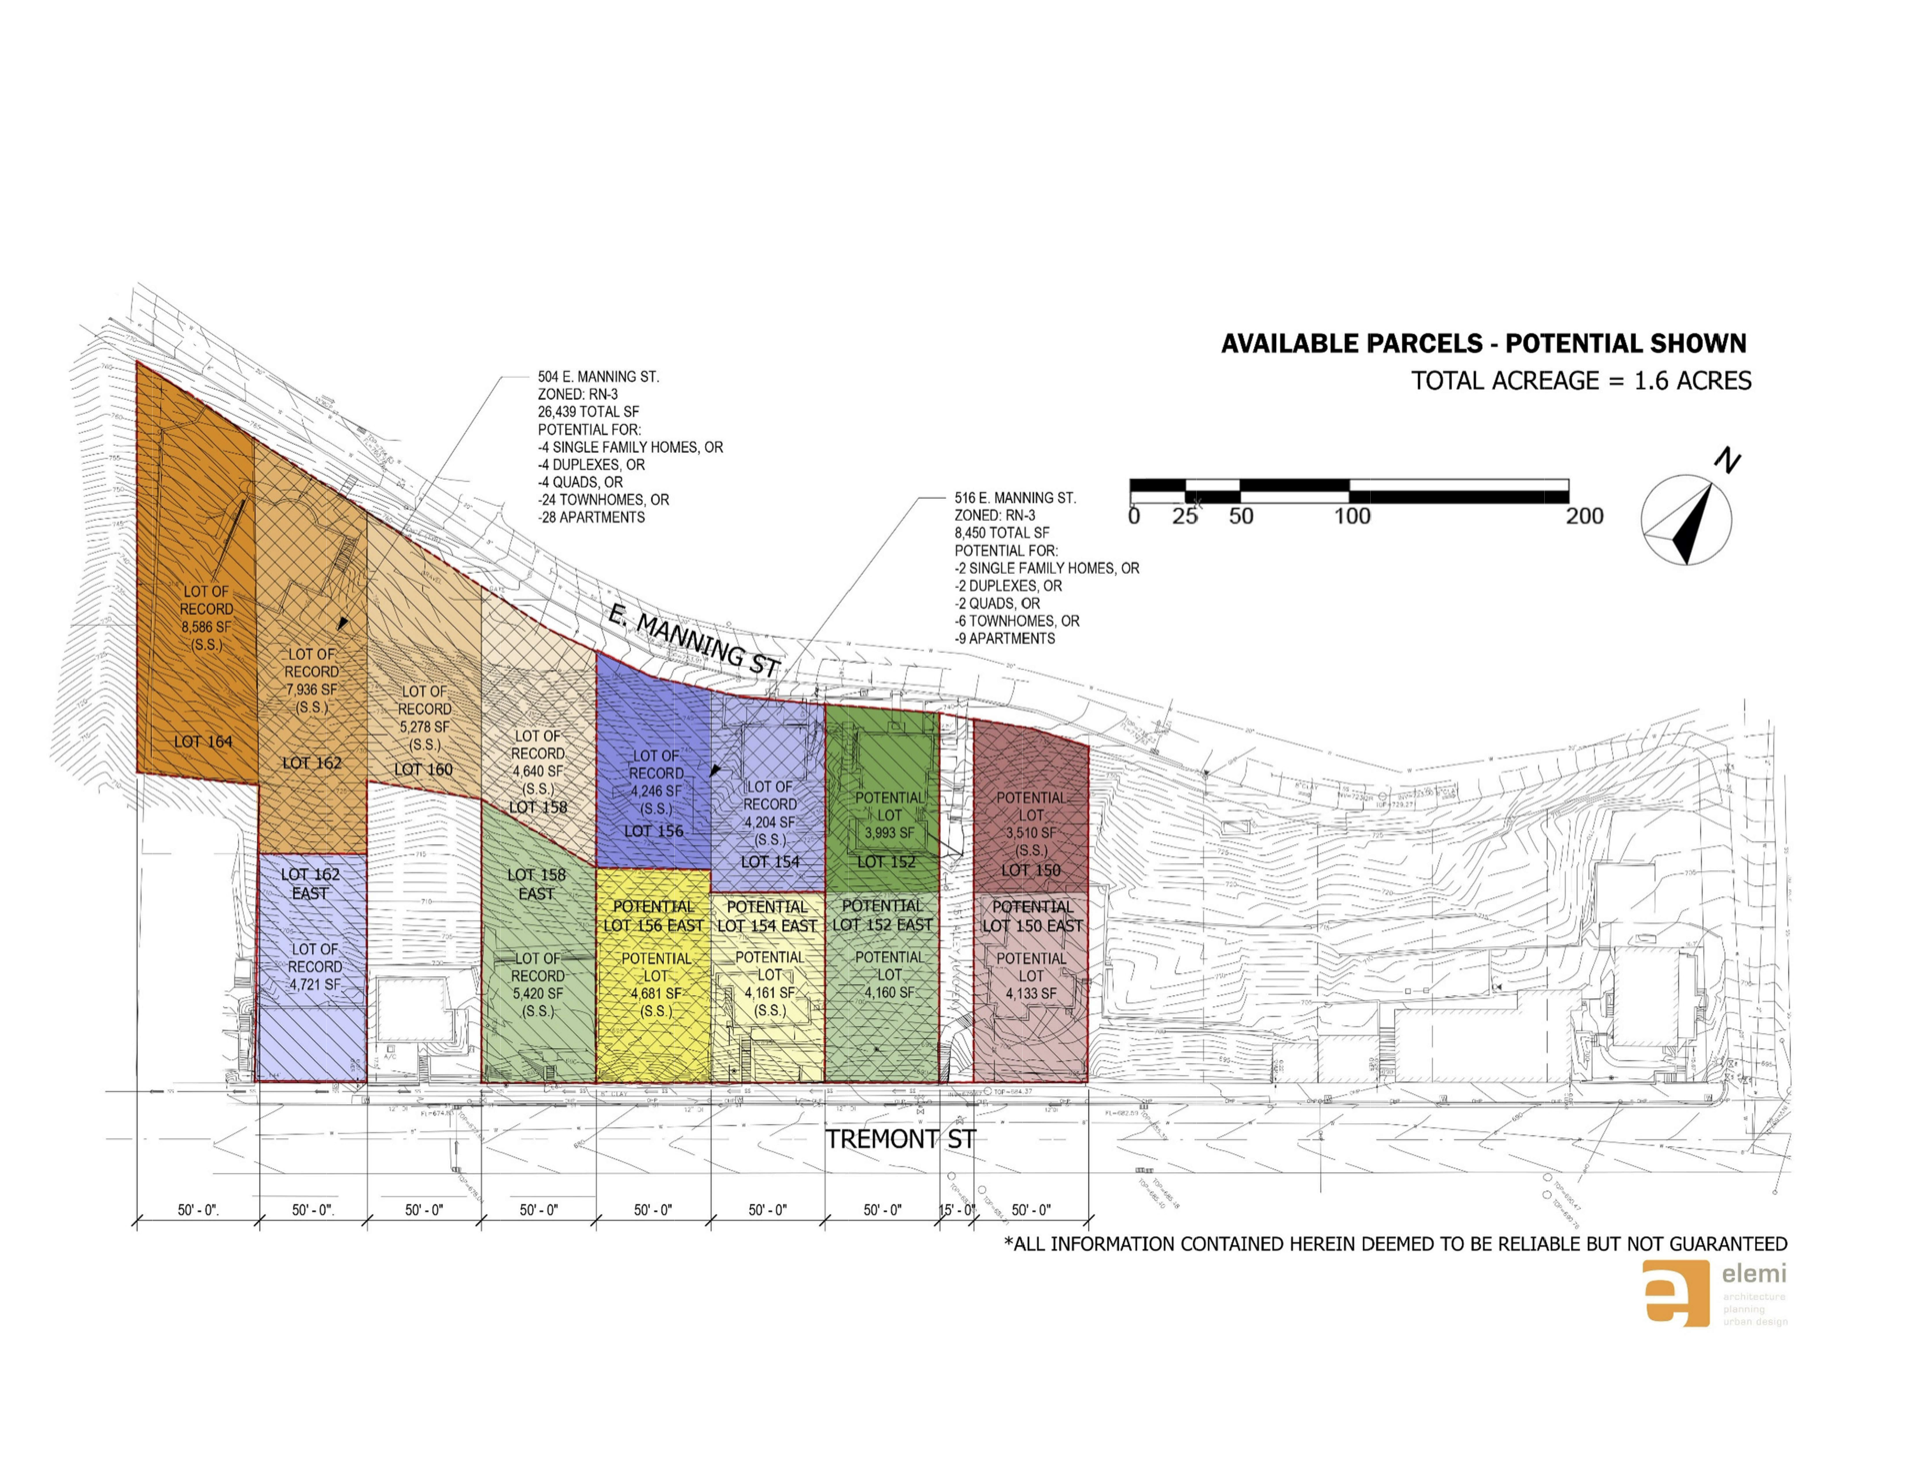 AVAILABLE PARCELS - POTENTIAL SHOWN
TOTAL ACREAGE = 1.6 ACRES
504 E. MANNING ST.
ZONED: RN-3
26,439 TOTAL SF
POTENTIAL FOR:
-4 SINGLE FAMILY HOMES, OR
-4 DUPLEXES, OR
-4 QUADS, OR
-24 TOWNHOMES, OR
-28 APARTMENTS
516 E. MANNING ST.
ZONED: RN-3
8,450 TOTAL SF
POTENTIAL FOR:
-2 SINGLE FAMILY HOMES, OR
-2 DUPLEXES, OR
-2 QUADS, OR
-6 TOWNHOMES, OR
-9 APARTMENTS
N
0 25 50 100 200
E. MANNING ST
LOT OF
RECORD
8,586 SF
(S.S.)
LOT 164
LOT OF
RECORD
7,936 SF
(S.S.)
LOT 162
LOT OF
RECORD
5,278 SF
(S.S.)
LOT 160
LOT OF
RECORD
4,640 SF
(S.S.)
LOT 158
LOT OF
RECORD
4,246 SF
(S.S.)
LOT 156
LOT OF
RECORD
4,204 SF
(S.S.)
LOT 154
POTENTIAL
LOT
3,993 SF
LOT 152
POTENTIAL
LOT
3,510 SF
(S.S.)
LOT 150
LOT 162
EAST
LOT OF
RECORD
4,721 SF
LOT 158
EAST
LOT OF
RECORD
5,420 SF
(S.S.)
POTENTIAL
LOT 156 EAST
POTENTIAL
LOT
4,681 SF
(S.S.)
POTENTIAL
LOT 154 EAST
POTENTIAL
LOT
4,161 SF
(S.S.)
POTENTIAL
LOT 152 EAST
POTENTIAL
LOT
4,160 SF
POTENTIAL
LOT 150 EAST
POTENTIAL
LOT
4,133 SF
TREMONT ST
50' - 0". 50' - 0". 50' - 0" 50' - 0" 50' - 0" 50' - 0" 50' - 0" 15' - 0" 50' - 0"
*ALL INFORMATION CONTAINED HEREIN DEEMED TO BE RELIABLE BUT NOT GUARANTEED
e
elemi
architecture
planning
urban design